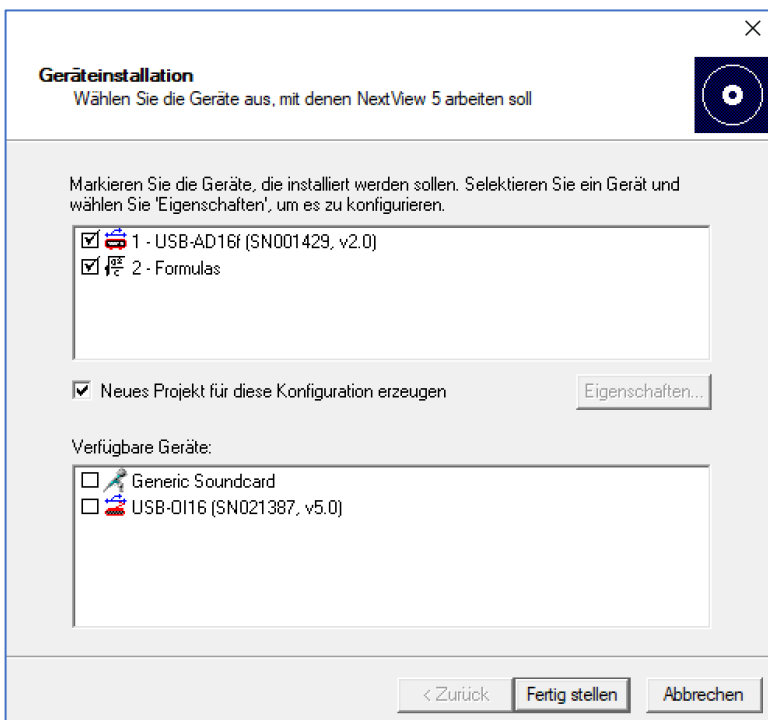 Geräteinstallation
Wählen Sie die Geräte aus, mit denen NextView 5 arbeiten soll
Markieren Sie die Geräte, die installiert werden sollen. Selektieren Sie ein Gerät und
wählen Sie 'Eigenschaften', um es zu konfigurieren.
1 - USB-AD16f (SN001429, v2.0)
2 - Formulas
Neues Projekt für diese Konfiguration erzeugen
Eigenschaften...
Verfügbare Geräte:
Generic Soundcard
USB-OI16 (SN021387, v5.0)
< Zurück
Fertig stellen
Abbrechen